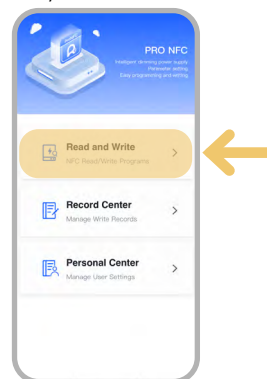 PRO NFC
Intelligent dimming power supply
Parameter setting
Easy programming and setting
Read and Write
NFC Read/Write Programs
Record Center
Manage Write Records
Personal Center
Manage User Settings